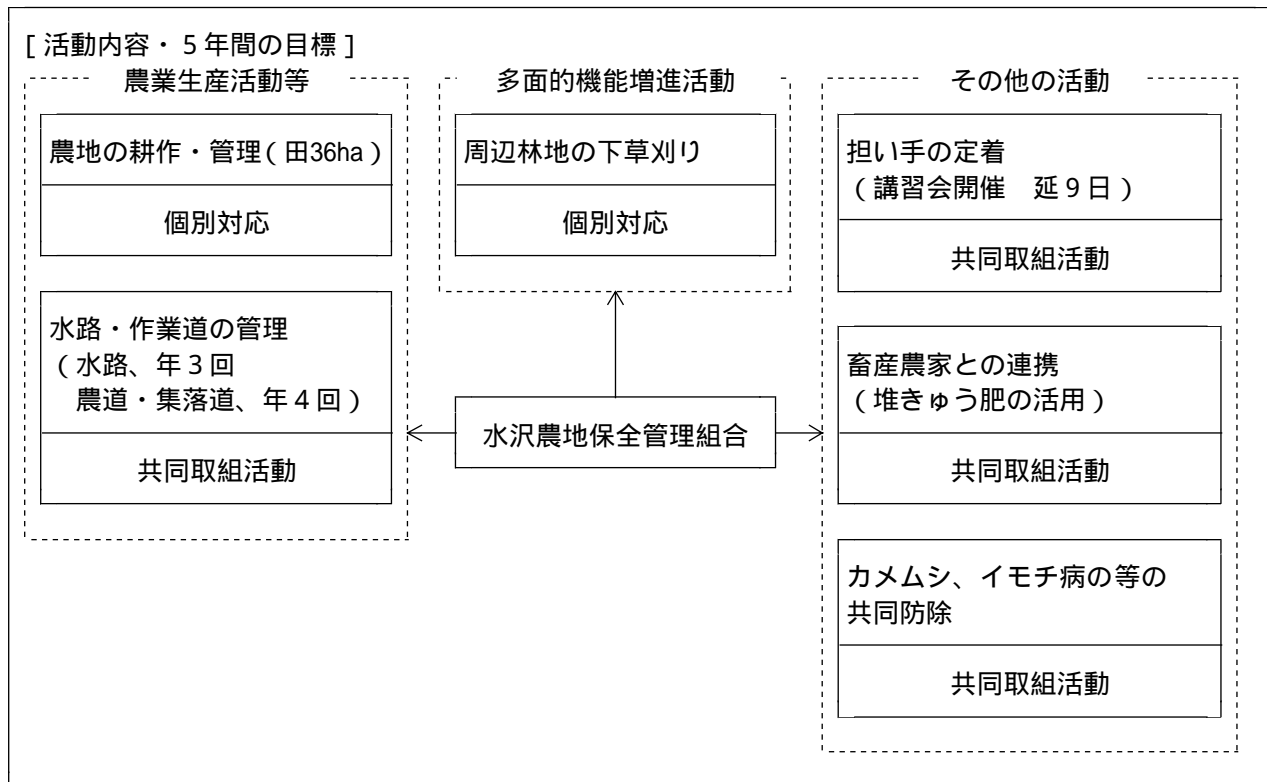 [活動内容・5年間の目標]
農業生産活動等
農地の耕作・管理(田36ha)
個別対応
水路・作業道の管理
(水路、年3回
農道・集落道、年4回)
共同取組活動
多面的機能増進活動
周辺林地の下草刈り
個別対応
水沢農地保全管理組合
その他の活動
担い手の定着
(講習会開催 延9日)
共同取組活動
畜産農家との連携
(堆きゅう肥の活用)
共同取組活動
カメムシ、イモチ病の等の
共同防除
共同取組活動